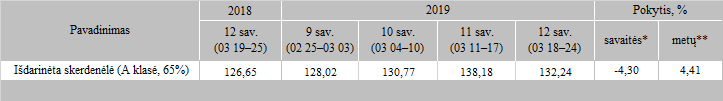 Pavadinimas 2018 2019 Pokytis, %
12 sav. 9 sav. 10 sav. 11 sav. 12 sav. savaitės* metų**
(03 19–25) (02 25–03 03) (03 04–10) (03 11–17) (03 18–24)
Išdarinėta skerdenėlė (A klasė, 65%) 126,65 128,02 130,77 138,18 132,24 -4,30 4,41